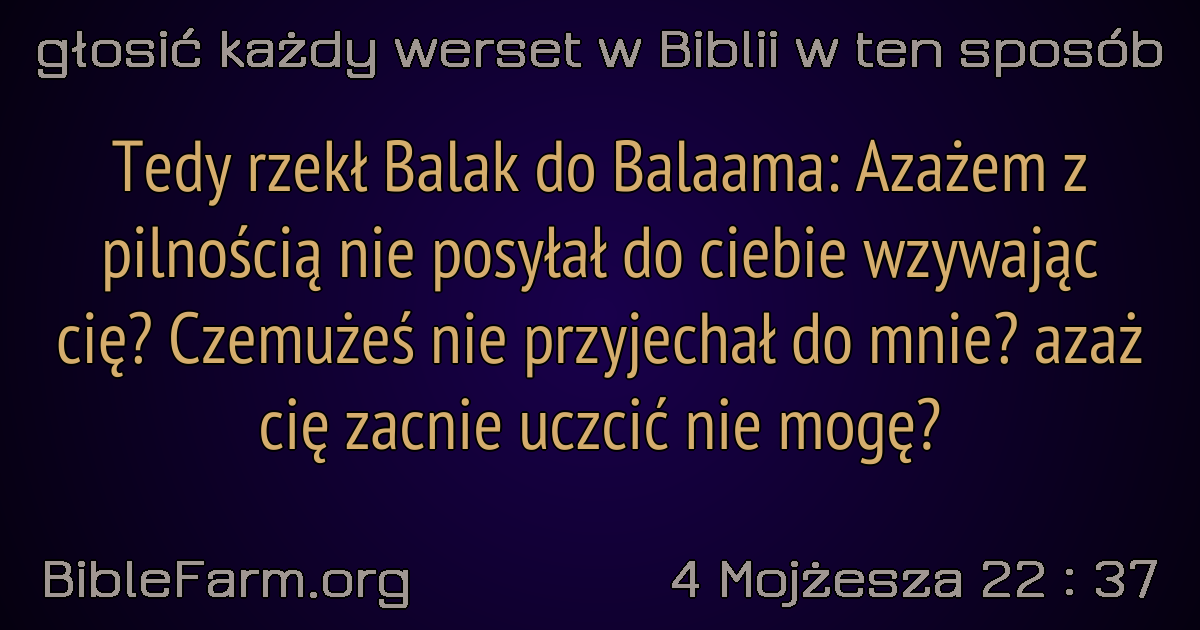 głosić każdy werset w Biblii w ten sposób
Tedy rzekł Balak do Balaama: Azażem z
pilnością nie posyłał do ciebie wzywając
cię? Czemużeś nie przyjechał do mnie? azaż
cię zacnie uczcić nie mogę?
BibleFarm.org
4 Mojżesza 22 : 37